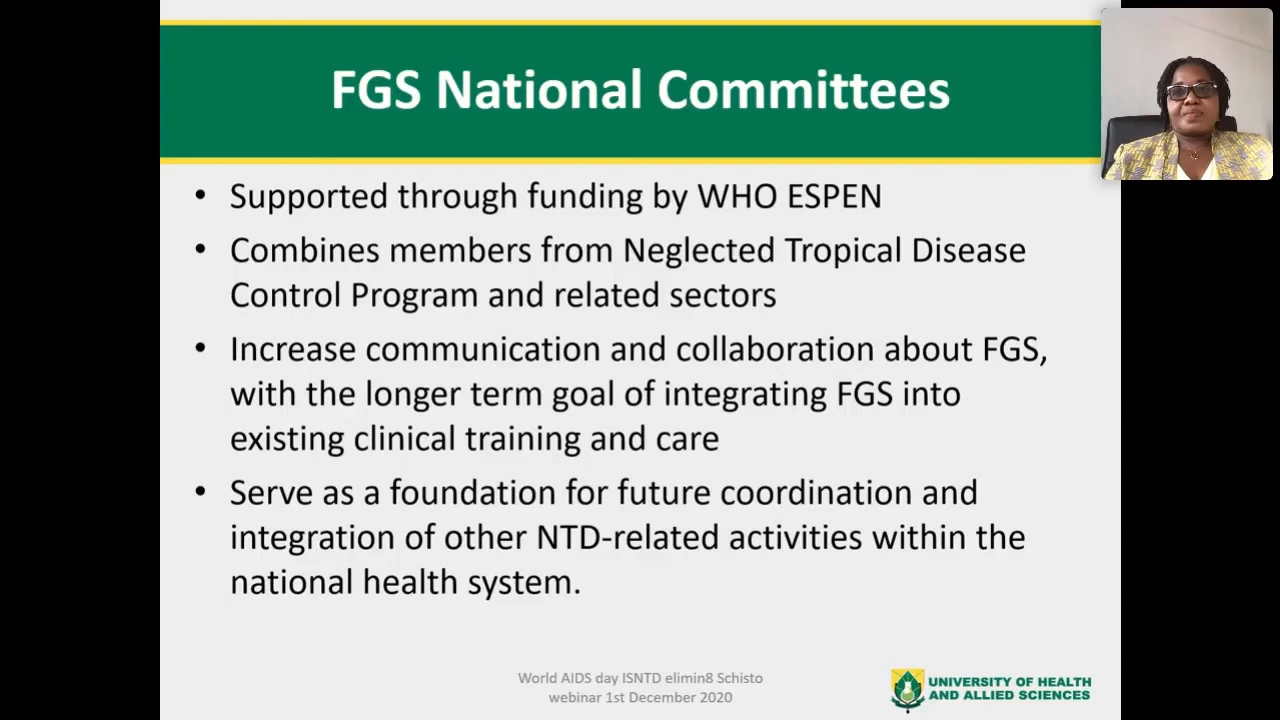 FGS National Committees
• Supported through funding by WHO ESPEN
• Combines members from Neglected Tropical Disease
Control Program and related sectors
• Increase communication and collaboration about FGS,
with the longer term goal of integrating FGS into
existing clinical training and care
• Serve as a foundation for future coordination and
integration of other NTD-related activities within the
national health system.
World AIDS day ISNTD elimin8 Schisto
webinar 1st December 2020
UNIVERSITY OF HEALTH
AND ALLIED SCIENCES